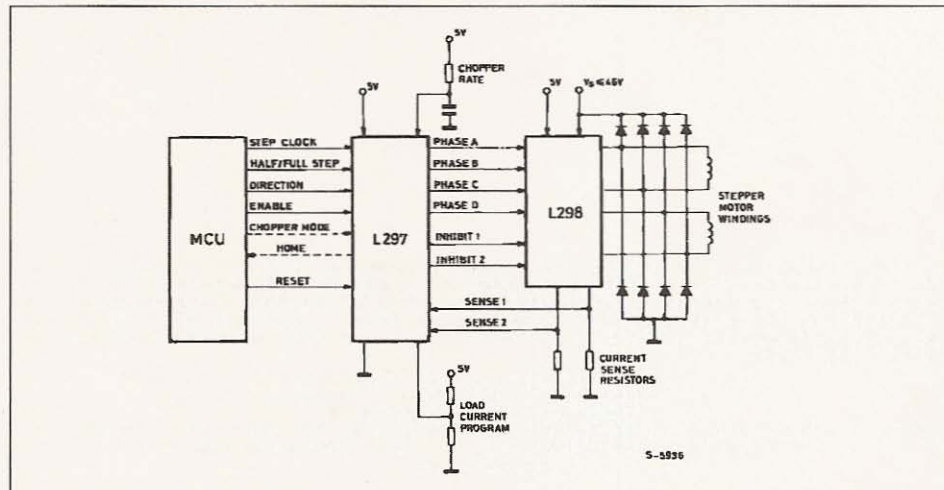 5V
CHOPPER
RATE
5V
5V
Vs ≤46V
STEP CLOCK
HALF/FULL STEP
DIRECTION
ENABLE
CHOPPER MODE
HOME
RESET
MCU
L297
PHASE A
PHASE B
PHASE C
PHASE D
INHIBIT 1
INHIBIT 2
SENSE 1
SENSE 2
L298
STEPPER
MOTOR
WINDINGS
CURRENT
SENSE
RESISTORS
5V
LOAD
CURRENT
PROGRAM
S-5936